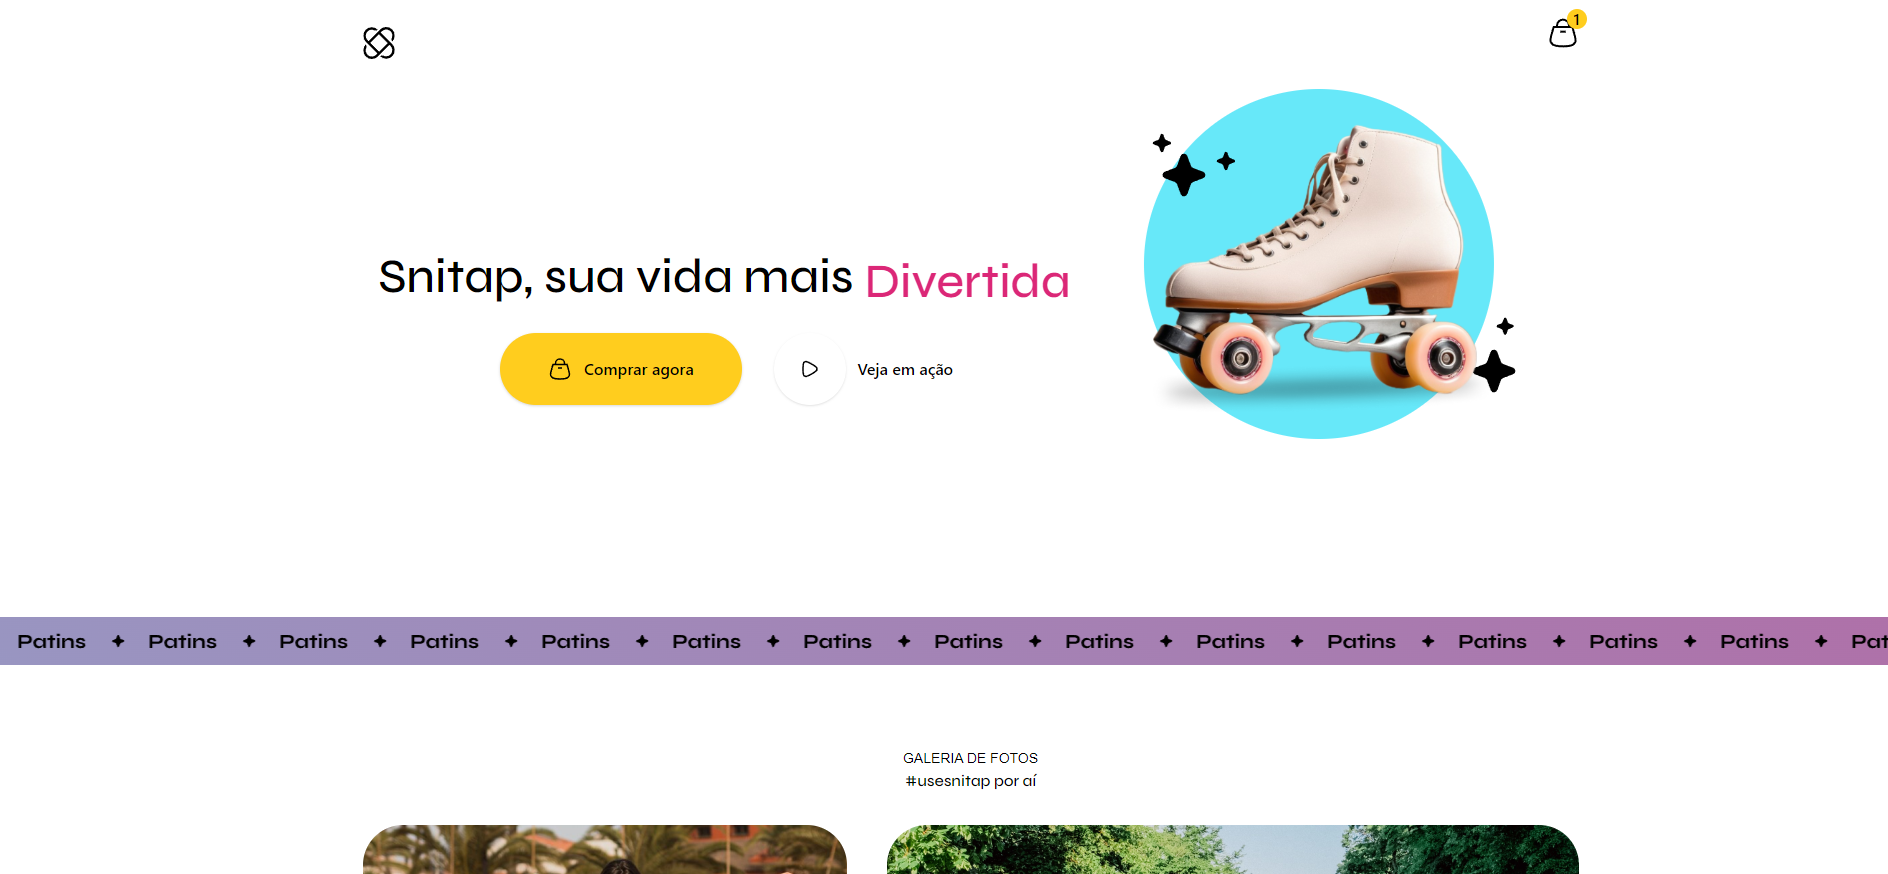 1
Snitap, sua vida mais Divertida
Comprar agora
Veja em ação
Patins Patins Patins Patins Patins Patins Patins Patins Patins Patins Patins Patins Patins Patins Pat
GALERIA DE FOTOS
#usesnitap por aí